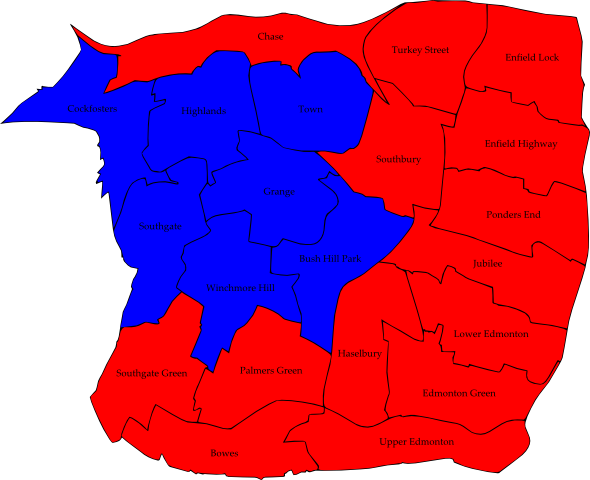 Chase
Turkey Street
Enfield Lock
Cockfosters
Highlands
Town
Enfield Highway
Southbury
Grange
Ponders End
Southgate
Bush Hill Park
Jubilee
Winchmore Hill
Lower Edmonton
Haselbury
Southgate Green
Palmers Green
Edmonton Green
Upper Edmonton
Bowes